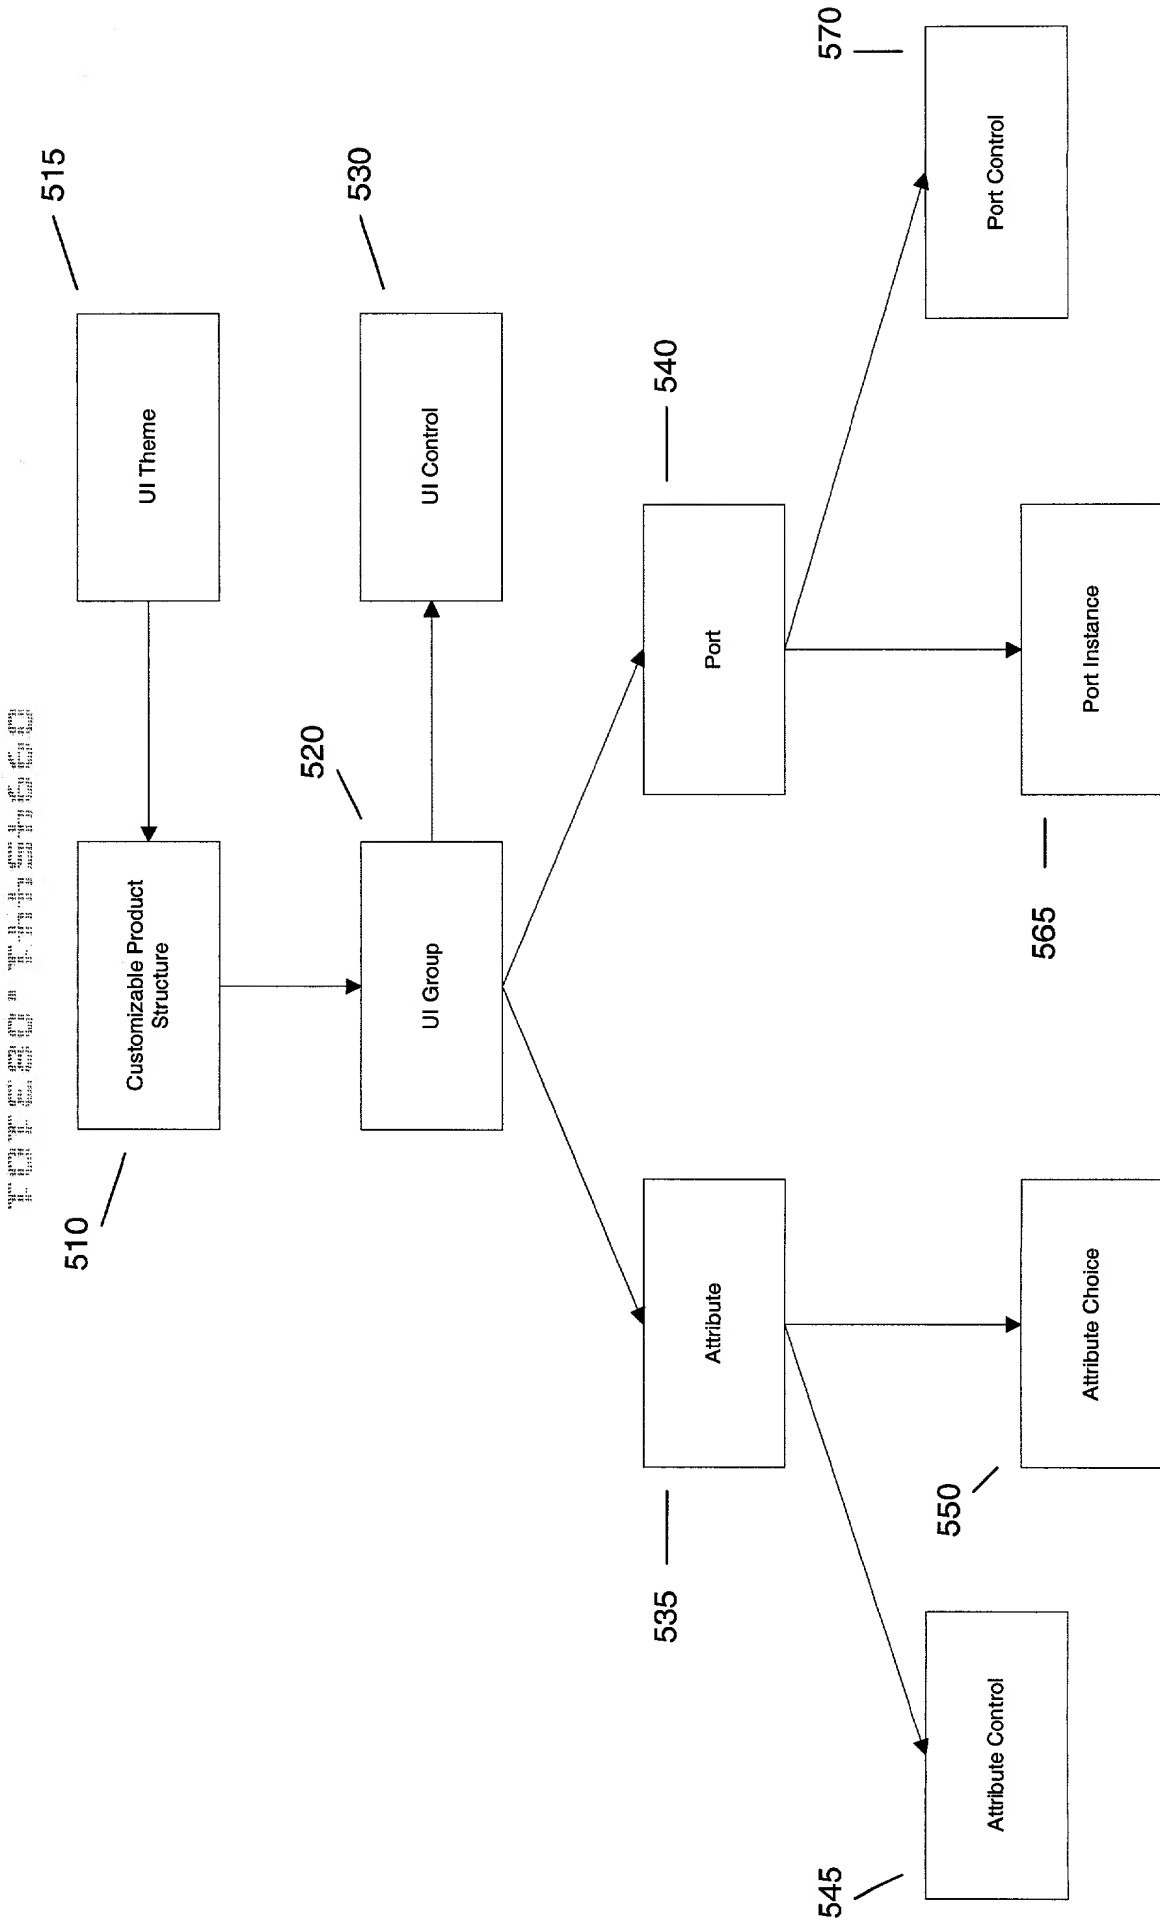 510
515
Customizable Product
Structure
UI Theme
520
530
UI Group
UI Control
535
540
Attribute
Port
545
570
Attribute Control
550
565
Port Control
Attribute Choice
Port Instance